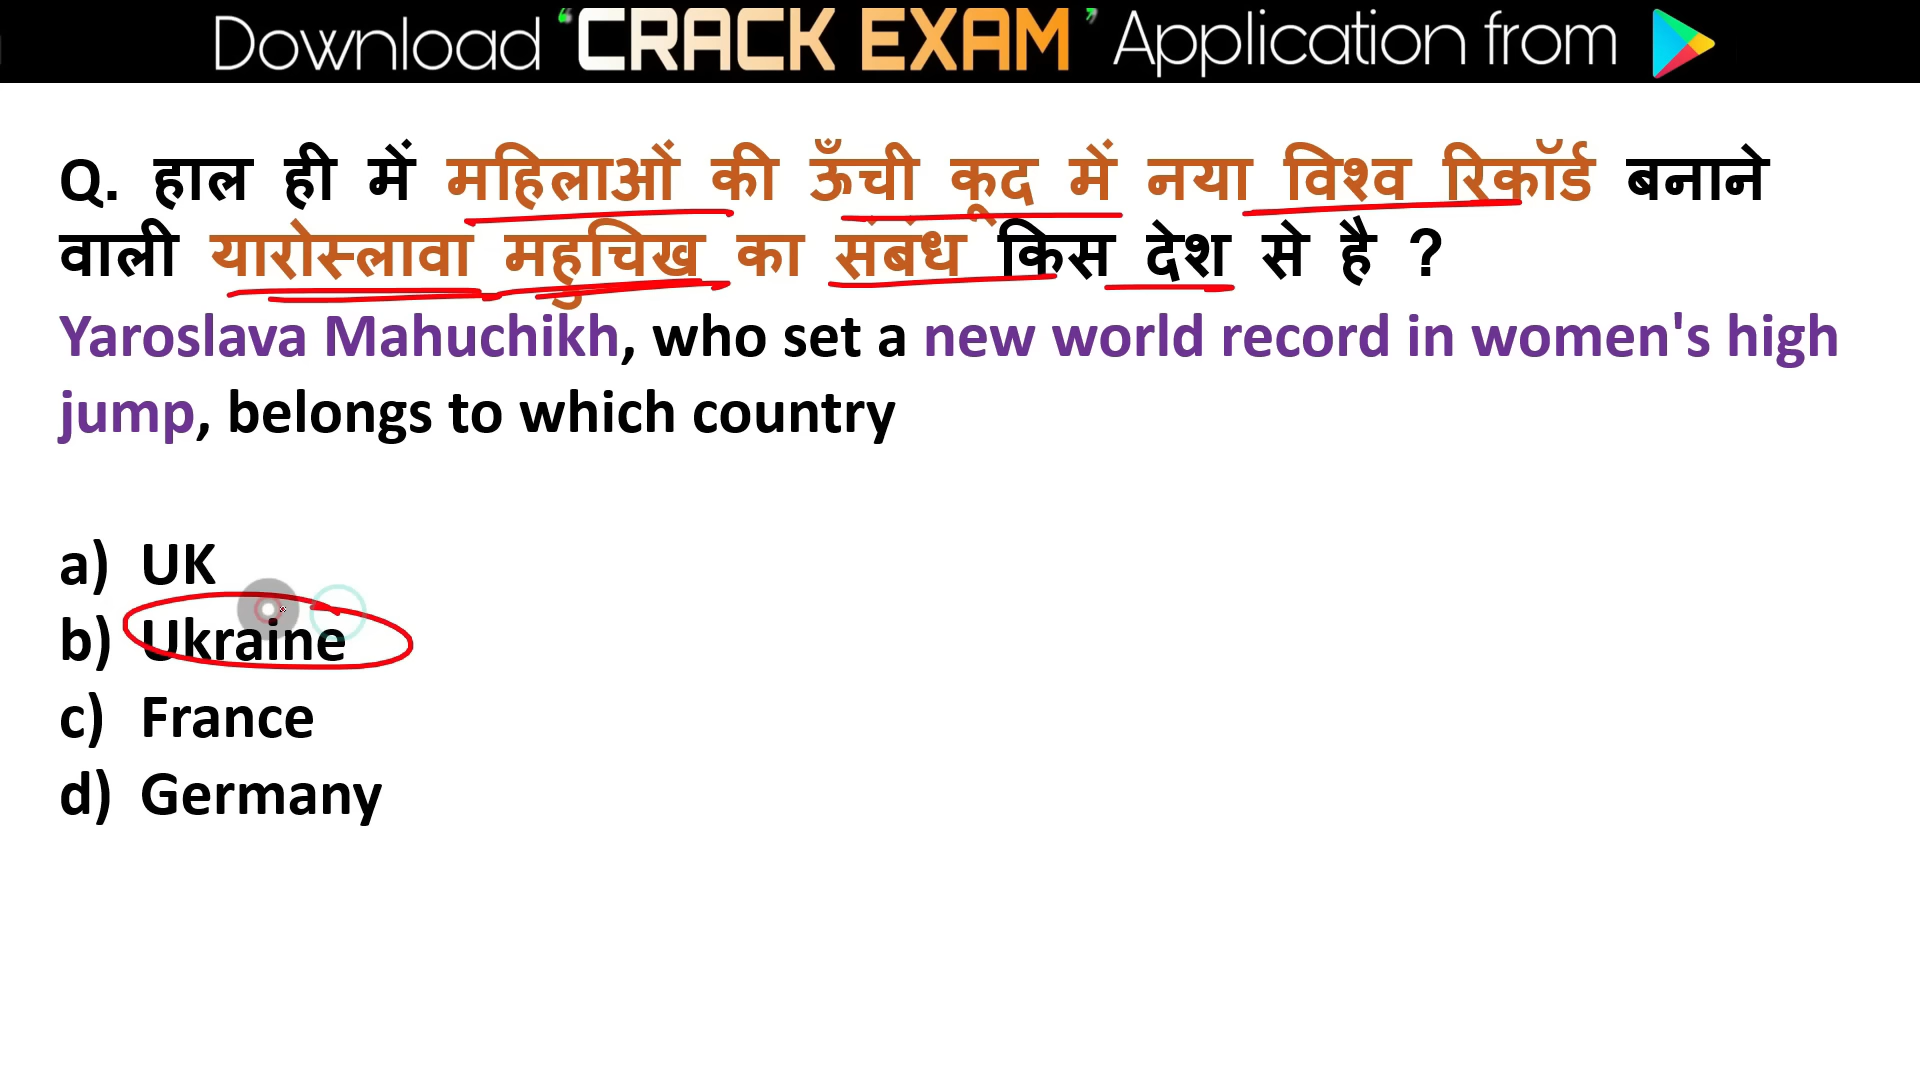 Download ‘CRACK EXAM’ Application from
Q. हाल ही में महिलाओं की ऊँची कूद में नया विश्व रिकॉर्ड बनाने
वाली यारोस्लावा महुचिख का संबंध किस देश से है ?
Yaroslava Mahuchikh, who set a new world record in women's high
jump, belongs to which country
a) UK
b) Ukraine
c) France
d) Germany